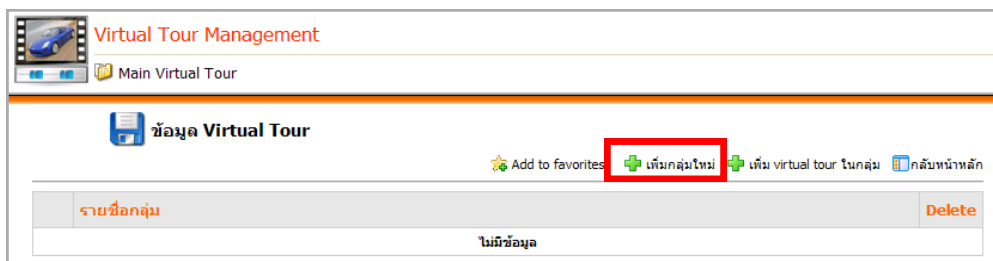 Virtual Tour Management
Main Virtual Tour
ข้อมูล Virtual Tour
Add to favorites เพิ่มกลุ่มใหม่ เพิ่ม virtual tour ในกลุ่ม กลับหน้าหลัก
รายชื่อกลุ่ม Delete
ไม่มีข้อมูล